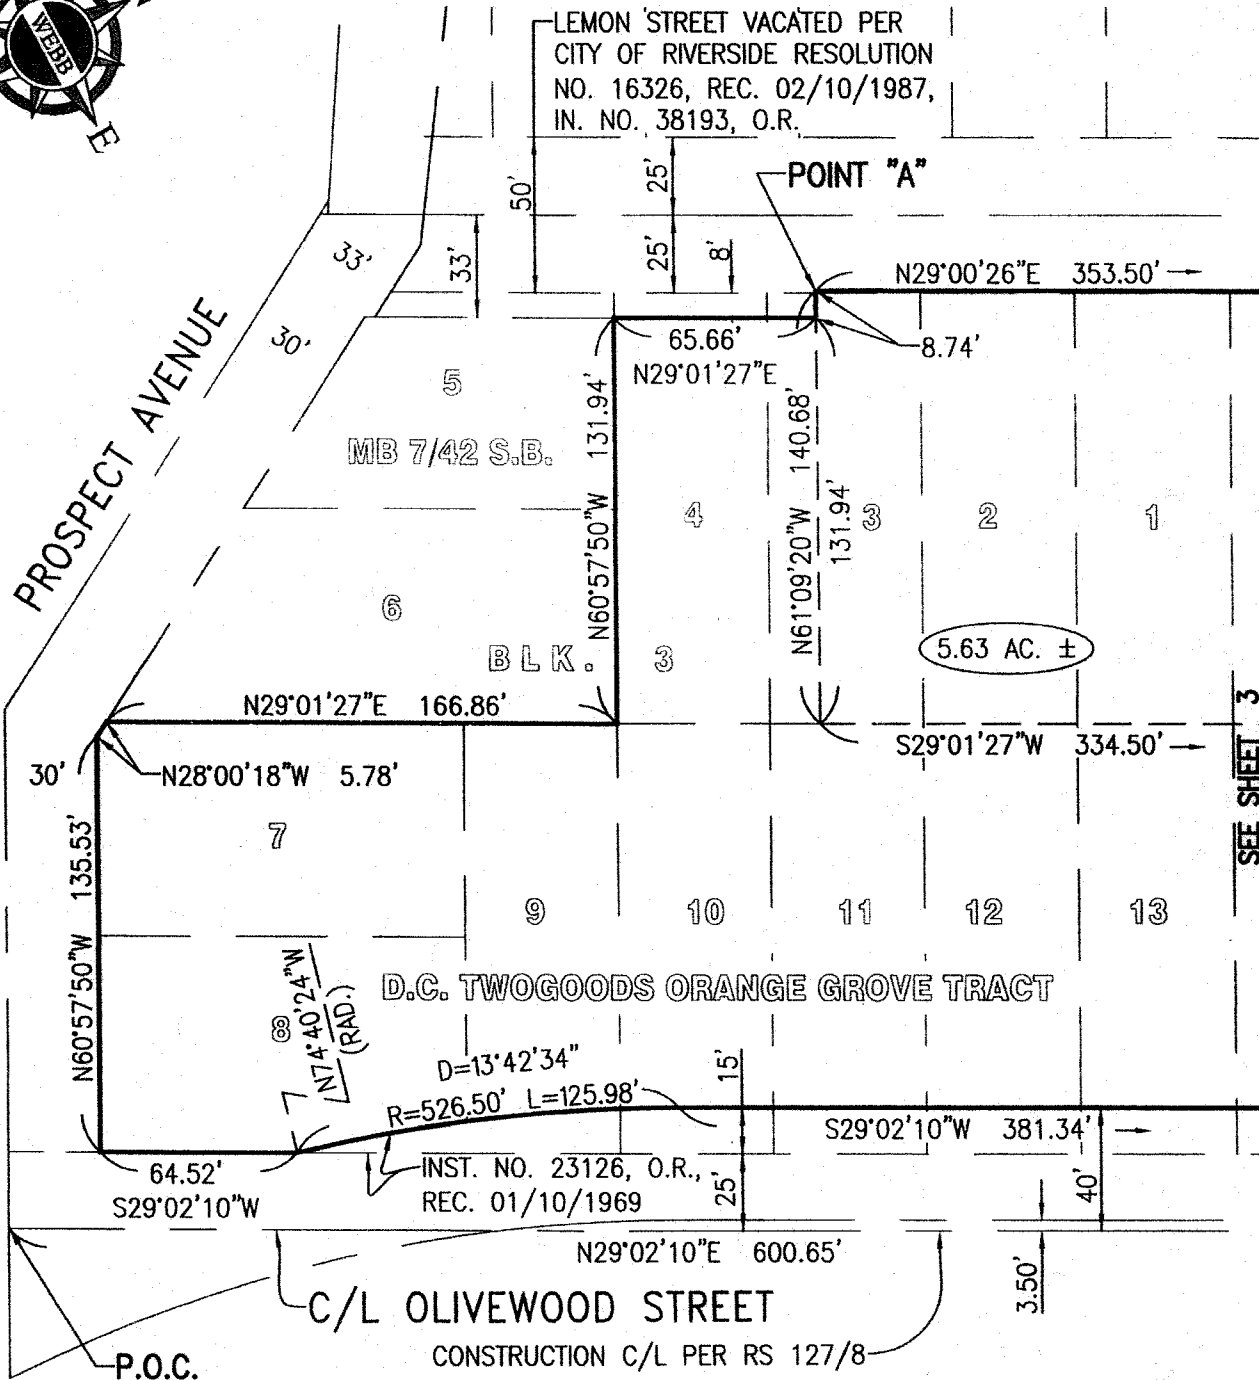 WEBB
E
LEMON STREET VACATED PER
CITY OF RIVERSIDE RESOLUTION
NO. 16326, REC. 02/10/1987,
IN. NO. 38193, O.R.
POINT "A"
50'
25'
25'
8'
33'
33'
30'
N29°00'26"E 353.50'
65.66'
N29°01'27"E
8.74'
PROSPECT AVENUE
5
MB 7/42 S.B.
N60°57'50"W 131.94'
4
N61°09'20"W 140.68'
131.94'
3
2
1
6
BLK. 3
5.63 AC. ±
N29°01'27"E 166.86'
S29°01'27"W 334.50'
SEE SHEET 3
30'
N28°00'18"W 5.78'
N60°57'50"W 135.53'
7
9
10
11
12
13
D.C. TWOGOODS ORANGE GROVE TRACT
8
N74°40'24"W
(RAD.)
D=13°42'34"
R=526.50' L=125.98'
15'
S29°02'10"W 381.34'
64.52'
S29°02'10"W
INST. NO. 23126, O.R.,
REC. 01/10/1969
25'
40'
N29°02'10"E 600.65'
3.50'
C/L OLIVEWOOD STREET
CONSTRUCTION C/L PER RS 127/8
P.O.C.